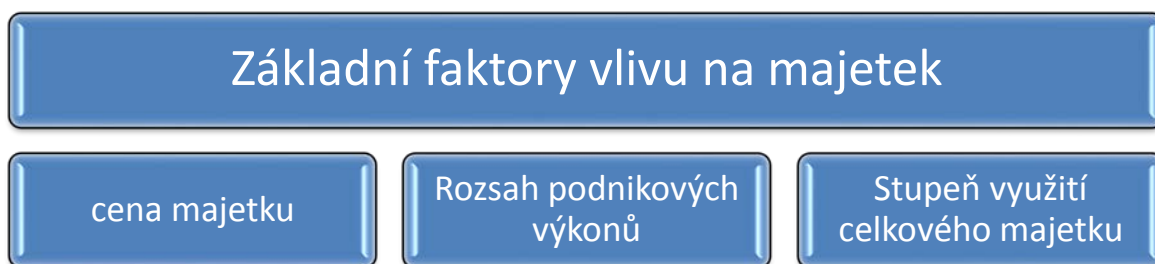 Základní faktory vlivu na majetek
cena majetku
Rozsah podnikových
výkonů
Stupeň využití
celkového majetku